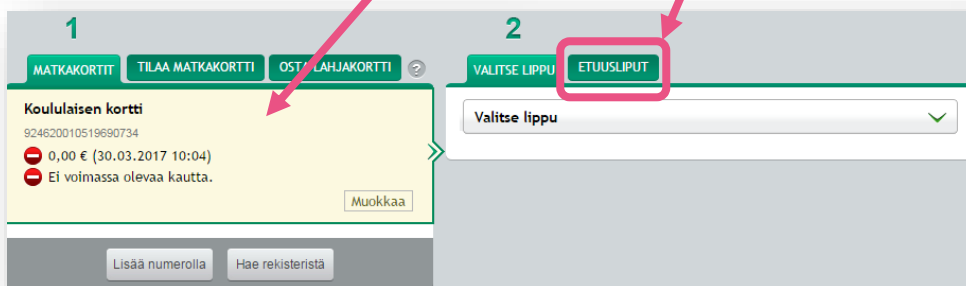 1
MATKAKORTIT
TILAA MATKAKORTTI
OSTA LAHJAKORTTI
?
Koululaisen kortti
924620010519690734
0,00 € (30.03.2017 10:04)
Ei voimassa olevaa kautta.
Muokkaa
Lisää numerolla
Hae rekisteristä
2
VALITSE LIPPU
ETUUSLIPUT
Valitse lippu